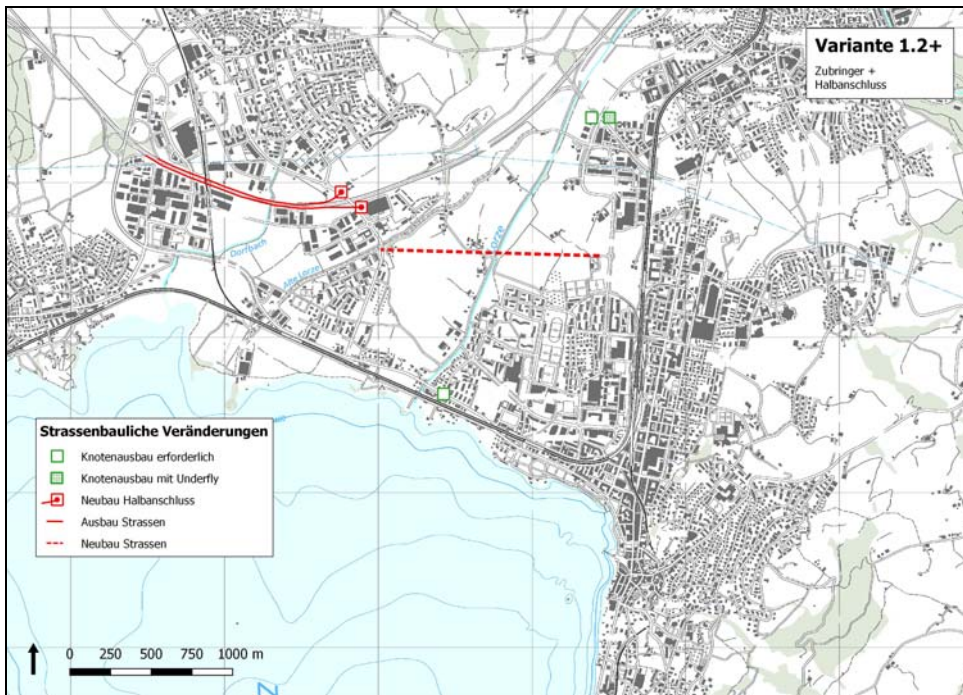 Variante 1.2+
Zubringer +
Halbanschluss
Lorze
Dorfbach
Alte Lorze
Strassenbauliche Veränderungen
Knotenausbau erforderlich
Knotenausbau mit Underfly
Neubau Halbanschluss
Ausbau Strassen
Neubau Strassen
0 250 500 750 1000 m
Z